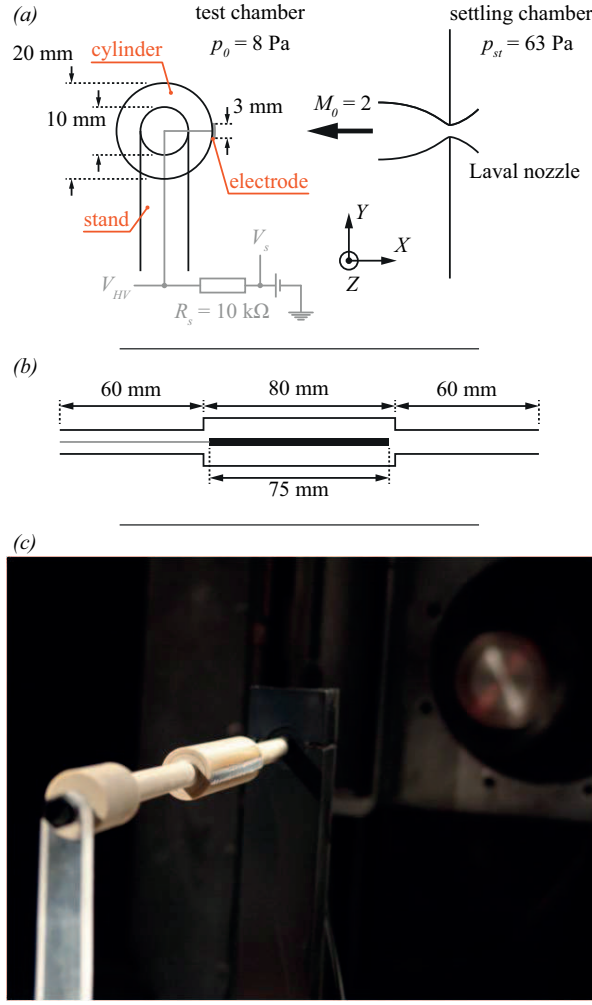 (a)
test chamber
settling chamber
p0 = 8 Pa
pst = 63 Pa
cylinder
20 mm
10 mm
3 mm
M0 = 2
electrode
Laval nozzle
stand
Y
X
Z
Vs
VHV
Rs = 10 kΩ
(b)
60 mm
80 mm
60 mm
75 mm
(c)